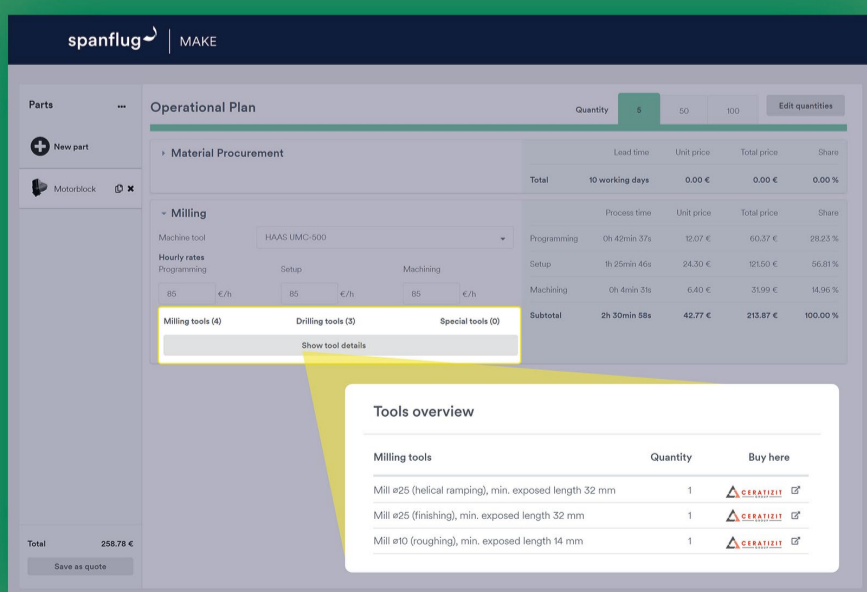 spanflug | MAKE
Parts ...
New part
Motorblock
Total 258.78 €
Save as quote
Operational Plan
Quantity 5 50 100 Edit quantities
Material Procurement
Lead time Unit price Total price Share
Total 10 working days 0.00 € 0.00 € 0.00 %
Milling
Machine tool HAAS UMC-500
Hourly rates
Programming Setup Machining
85 €/h 85 €/h 85 €/h
Milling tools (4) Drilling tools (3) Special tools (0)
Show tool details
Process time Unit price Total price Share
Programming 0h 42min 37s 12.07 € 60.37 € 28.23 %
Setup 1h 25min 46s 24.30 € 121.50 € 56.81 %
Machining 0h 4min 31s 6.40 € 31.99 € 14.96 %
Subtotal 2h 30min 58s 42.77 € 213.87 € 100.00 %
Tools overview
Milling tools Quantity Buy here
Mill ø25 (helical ramping), min. exposed length 32 mm 1 CERATIZIT GROUP
Mill ø25 (finishing), min. exposed length 32 mm 1 CERATIZIT GROUP
Mill ø10 (roughing), min. exposed length 14 mm 1 CERATIZIT GROUP